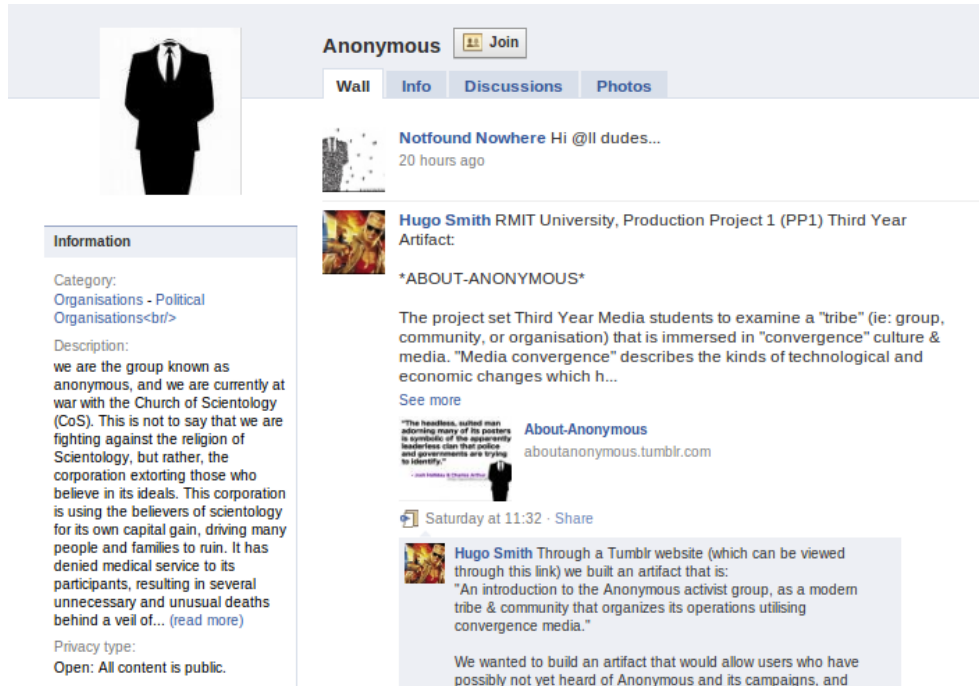 Anonymous
Join
Wall Info Discussions Photos
Notfound Nowhere Hi @ll dudes...
20 hours ago
Hugo Smith RMIT University, Production Project 1 (PP1) Third Year
Artifact:
*ABOUT-ANONYMOUS*
The project set Third Year Media students to examine a "tribe" (ie: group,
community, or organisation) that is immersed in "convergence" culture &
media. "Media convergence" describes the kinds of technological and
economic changes which h...
See more
"The headless, suited man
adorning many of its posters
is symbolic of the apparently
leaderless clan that police
and governments are trying
to identify."
- Josh Halliday & Charles Arthur
About-Anonymous
aboutanonymous.tumblr.com
Saturday at 11:32 · Share
Hugo Smith Through a Tumblr website (which can be viewed
through this link) we built an artifact that is:
"An introduction to the Anonymous activist group, as a modern
tribe & community that organizes its operations utilising
convergence media."
We wanted to build an artifact that would allow users who have
possibly not yet heard of Anonymous and its campaigns, and
Information
Category:
Organisations - Political
Organisations<br/>
Description:
we are the group known as
anonymous, and we are currently at
war with the Church of Scientology
(CoS). This is not to say that we are
fighting against the religion of
Scientology, but rather, the
corporation extorting those who
believe in its ideals. This corporation
is using the believers of scientology
for its own capital gain, driving many
people and families to ruin. It has
denied medical service to its
participants, resulting in several
unnecessary and unusual deaths
behind a veil of... (read more)
Privacy type:
Open: All content is public.